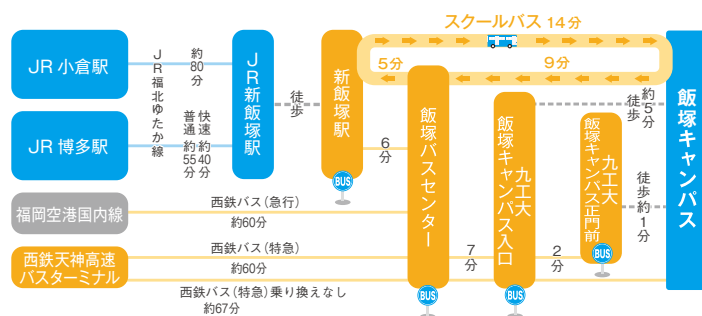 スクールバス 14分
5分
9分
JR 小倉駅
約80分
JR福北ゆたか線
JR 博多駅
快速 約40分
普通 約55分
JR新飯塚駅
徒歩
新飯塚駅
BUS
6分
飯塚バスセンター
BUS
7分
九工大
飯塚キャンパス入口
BUS
2分
九工大
飯塚キャンパス正門前
BUS
徒歩
約5分
徒歩約1分
飯塚キャンパス
福岡空港国内線
西鉄バス(急行)
約60分
西鉄天神高速
バスターミナル
西鉄バス(特急)
約60分
西鉄バス(特急)乗り換えなし
約67分